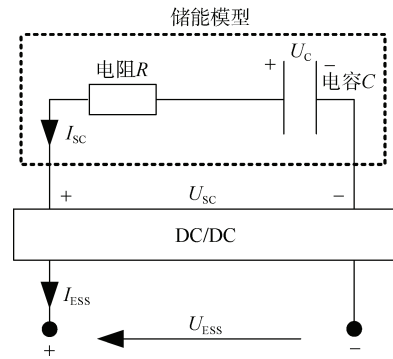 储能模型
电阻R
+ U_C −
电容C
I_SC
+ U_SC −
DC/DC
I_ESS
U_ESS
+ −